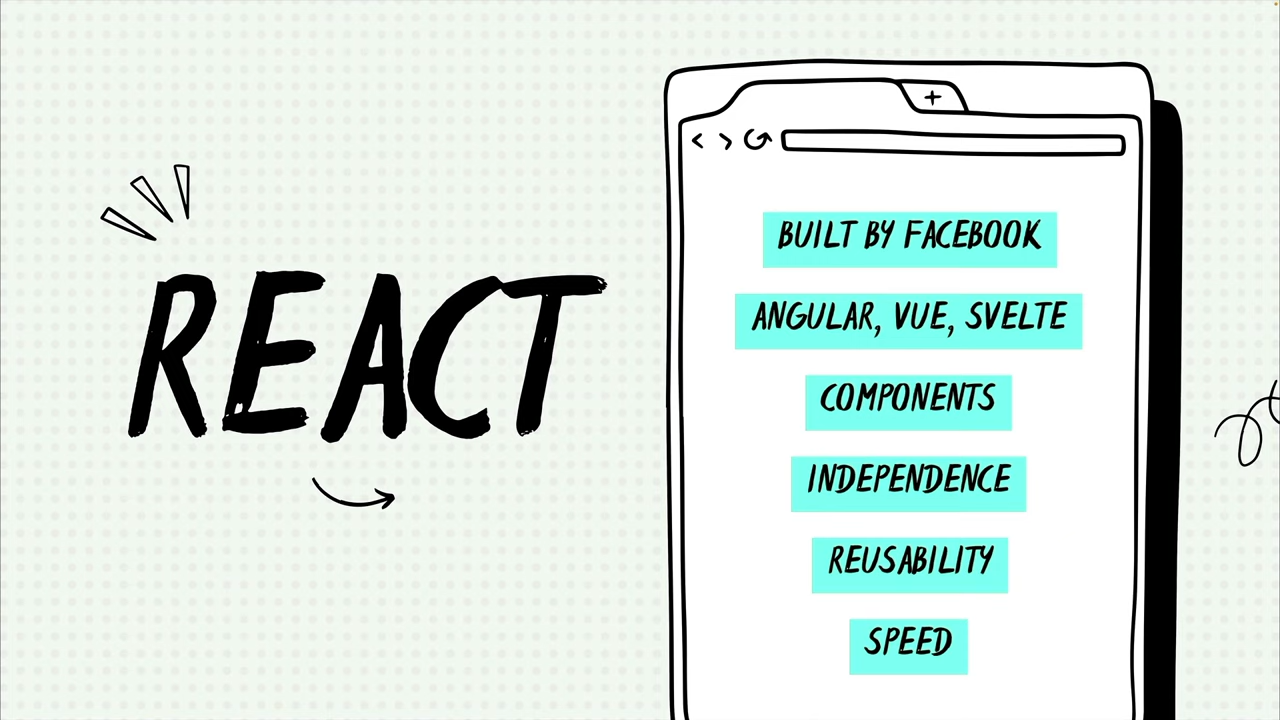 REACT
BUILT BY FACEBOOK
ANGULAR, VUE, SVELTE
COMPONENTS
INDEPENDENCE
REUSABILITY
SPEED